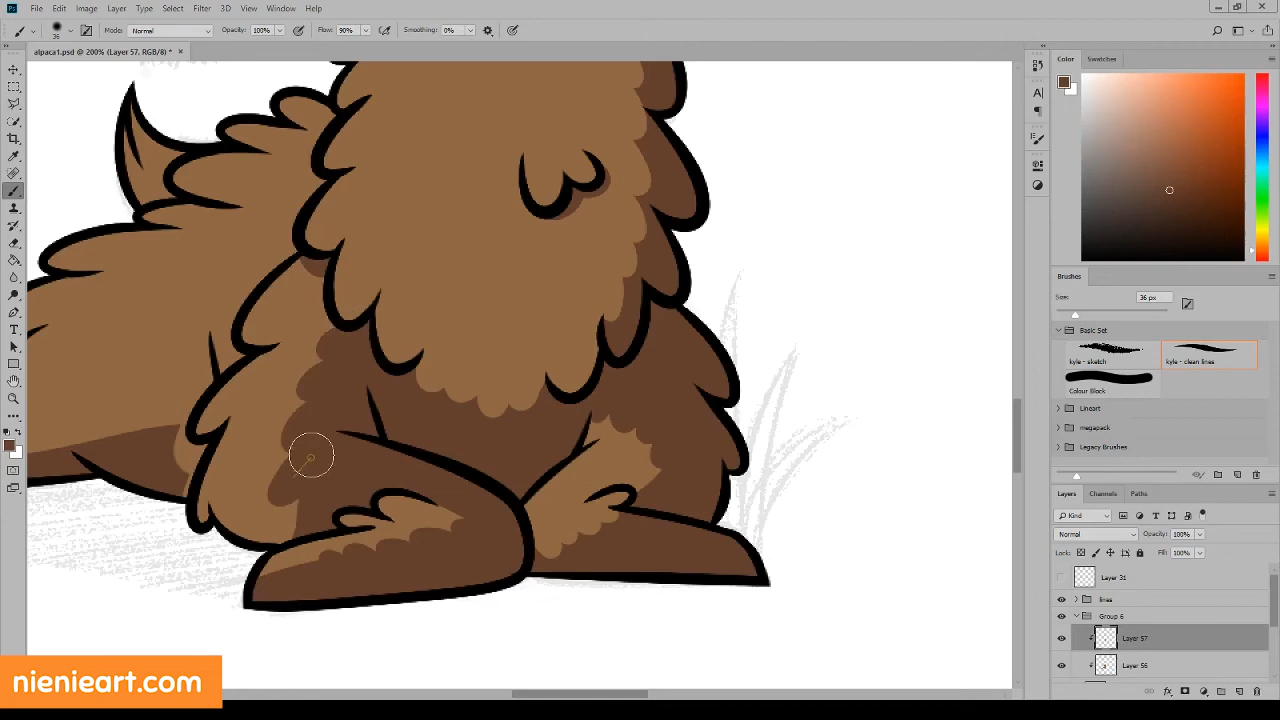 File Edit Image Layer Type Select Filter 3D View Window Help
36 Mode: Normal Opacity: 100% Flow: 90% Smoothing: 0%
alpaca1.psd @ 200% (Layer 57, RGB/8) *
Color Swatches
Brushes
Size: 36 px
Basic Set
kyle - sketch kyle - clean lines
Colour Block
Lineart
megapack
Legacy Brushes
Layers Channels Paths
Kind
Normal Opacity: 100%
Lock: Fill: 100%
Layer 31
lines
Group 6
Layer 57
Layer 56
nienieart.com